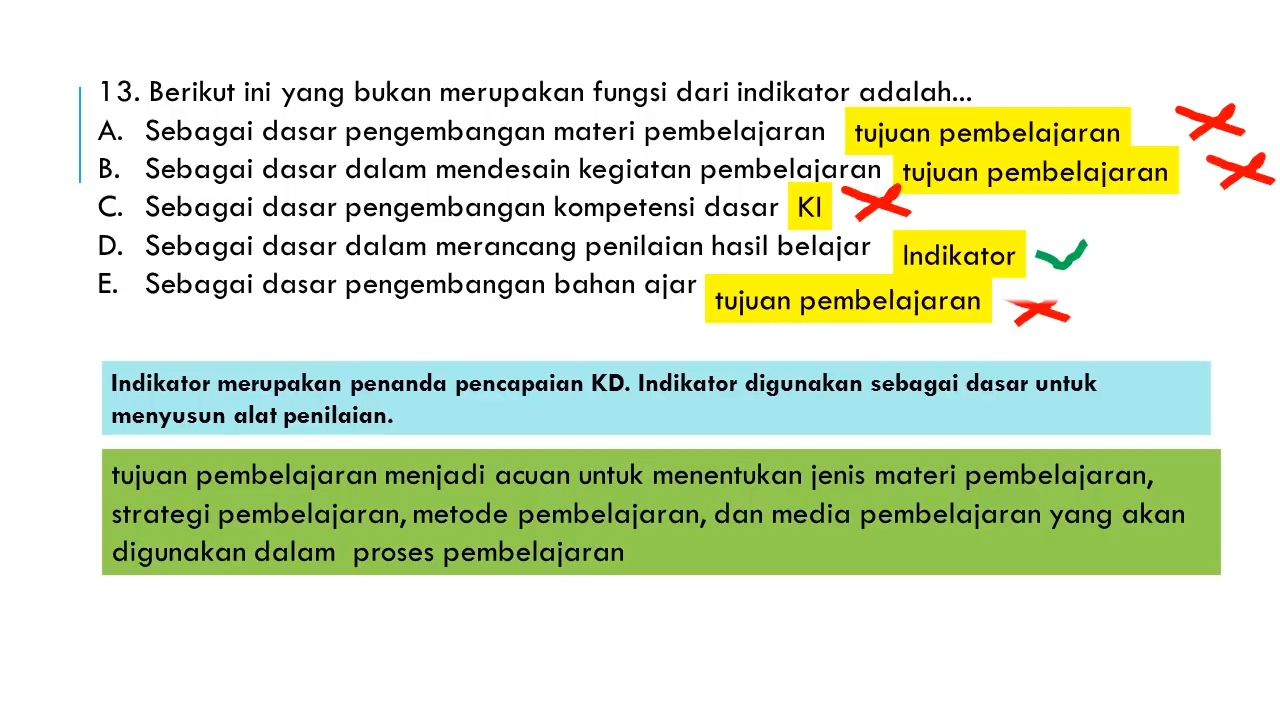 13. Berikut ini yang bukan merupakan fungsi dari indikator adalah...
A. Sebagai dasar pengembangan materi pembelajaran tujuan pembelajaran
B. Sebagai dasar dalam mendesain kegiatan pembelajaran tujuan pembelajaran
C. Sebagai dasar pengembangan kompetensi dasar KI
D. Sebagai dasar dalam merancang penilaian hasil belajar Indikator
E. Sebagai dasar pengembangan bahan ajar tujuan pembelajaran
Indikator merupakan penanda pencapaian KD. Indikator digunakan sebagai dasar untuk
menyusun alat penilaian.
tujuan pembelajaran menjadi acuan untuk menentukan jenis materi pembelajaran,
strategi pembelajaran, metode pembelajaran, dan media pembelajaran yang akan
digunakan dalam proses pembelajaran